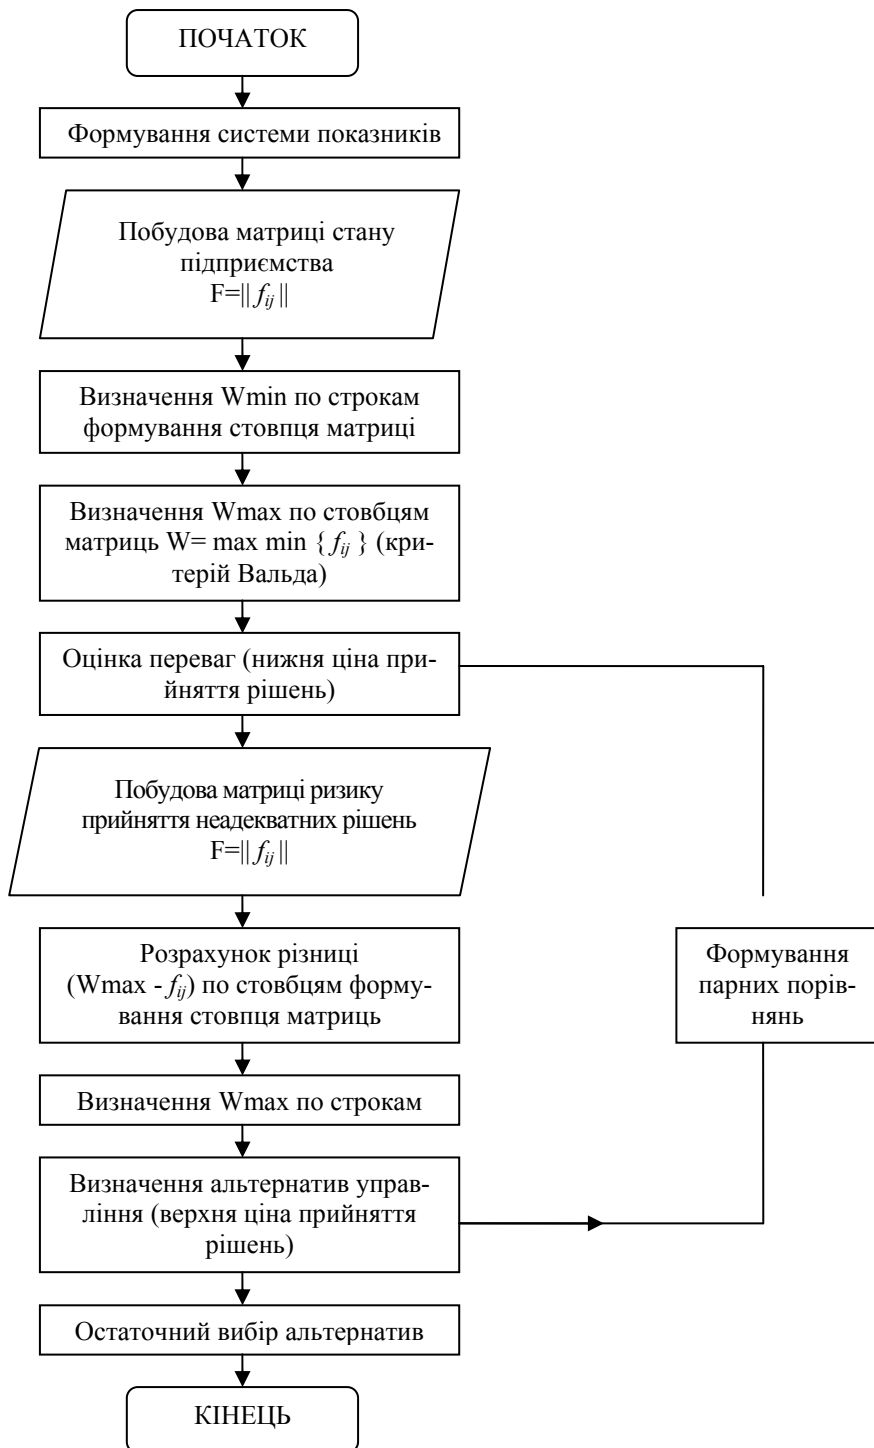 ПОЧАТОК
Формування системи показників
Побудова матриці стану
підприємства
F=|| fij ||
Визначення Wmin по строкам
формування стовпця матриці
Визначення Wmax по стовбцям
матриць W= max min { fij } (кри-
терій Вальда)
Оцінка переваг (нижня ціна при-
йняття рішень)
Побудова матриці ризику
прийняття неадекватних рішень
F=|| fij ||
Розрахунок різниці
(Wmax - fij) по стовбцям форму-
вання стовпця матриць
Формування
парних порів-
нянь
Визначення Wmax по строкам
Визначення альтернатив управ-
ління (верхня ціна прийняття
рішень)
Остаточний вибір альтернатив
КІНЕЦЬ